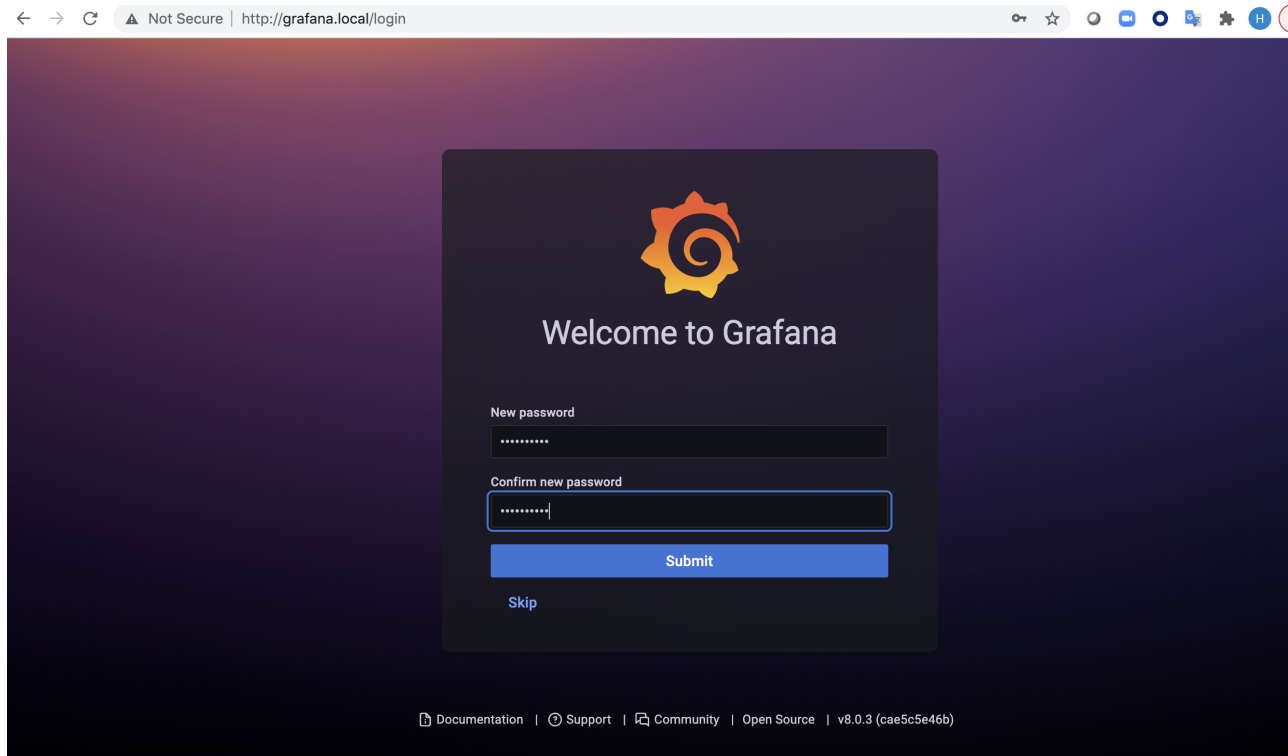 Not Secure | http://grafana.local/login
H
Welcome to Grafana
New password
••••••••••
Confirm new password
••••••••••
Submit
Skip
Documentation | Support | Community | Open Source | v8.0.3 (cae5c5e46b)